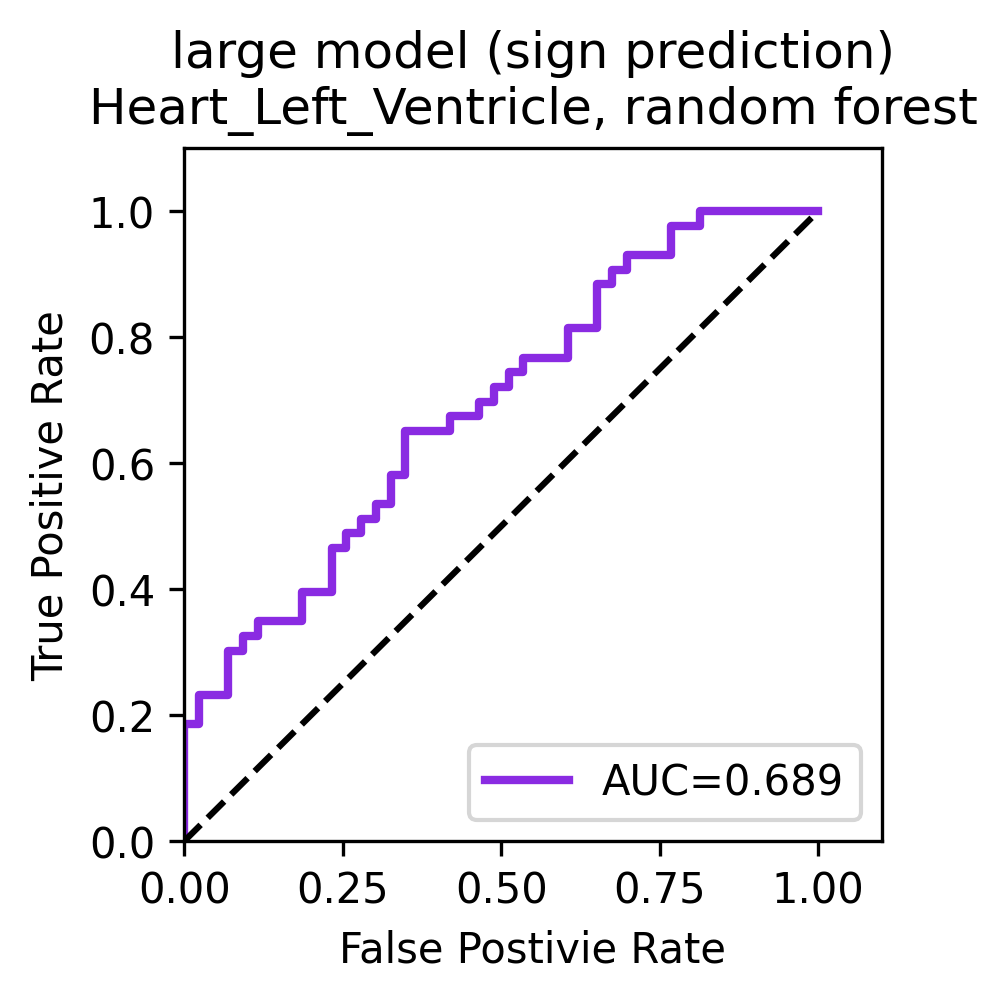 large model (sign prediction)
Heart_Left_Ventricle, random forest
True Positive Rate
1.0
0.8
0.6
0.4
0.2
0.0
AUC=0.689
0.00 0.25 0.50 0.75 1.00
False Postivie Rate